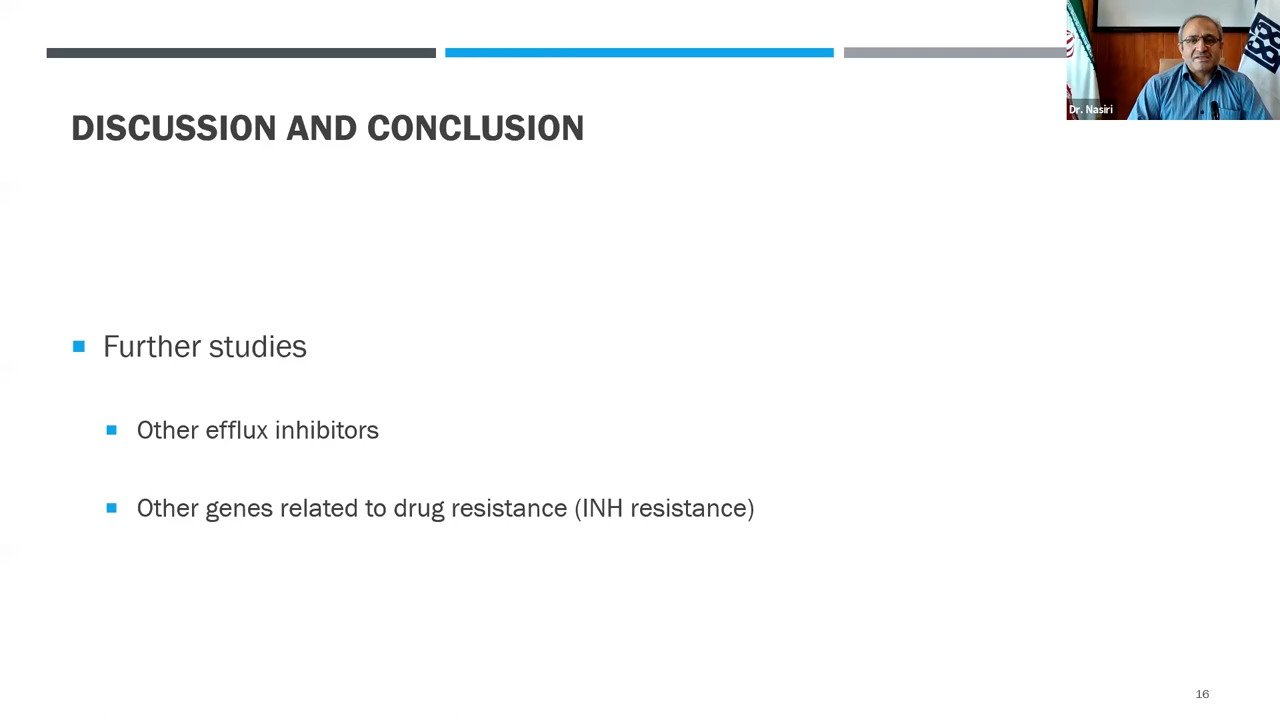 DISCUSSION AND CONCLUSION
Dr. Nasiri
Further studies
Other efflux inhibitors
Other genes related to drug resistance (INH resistance)
16